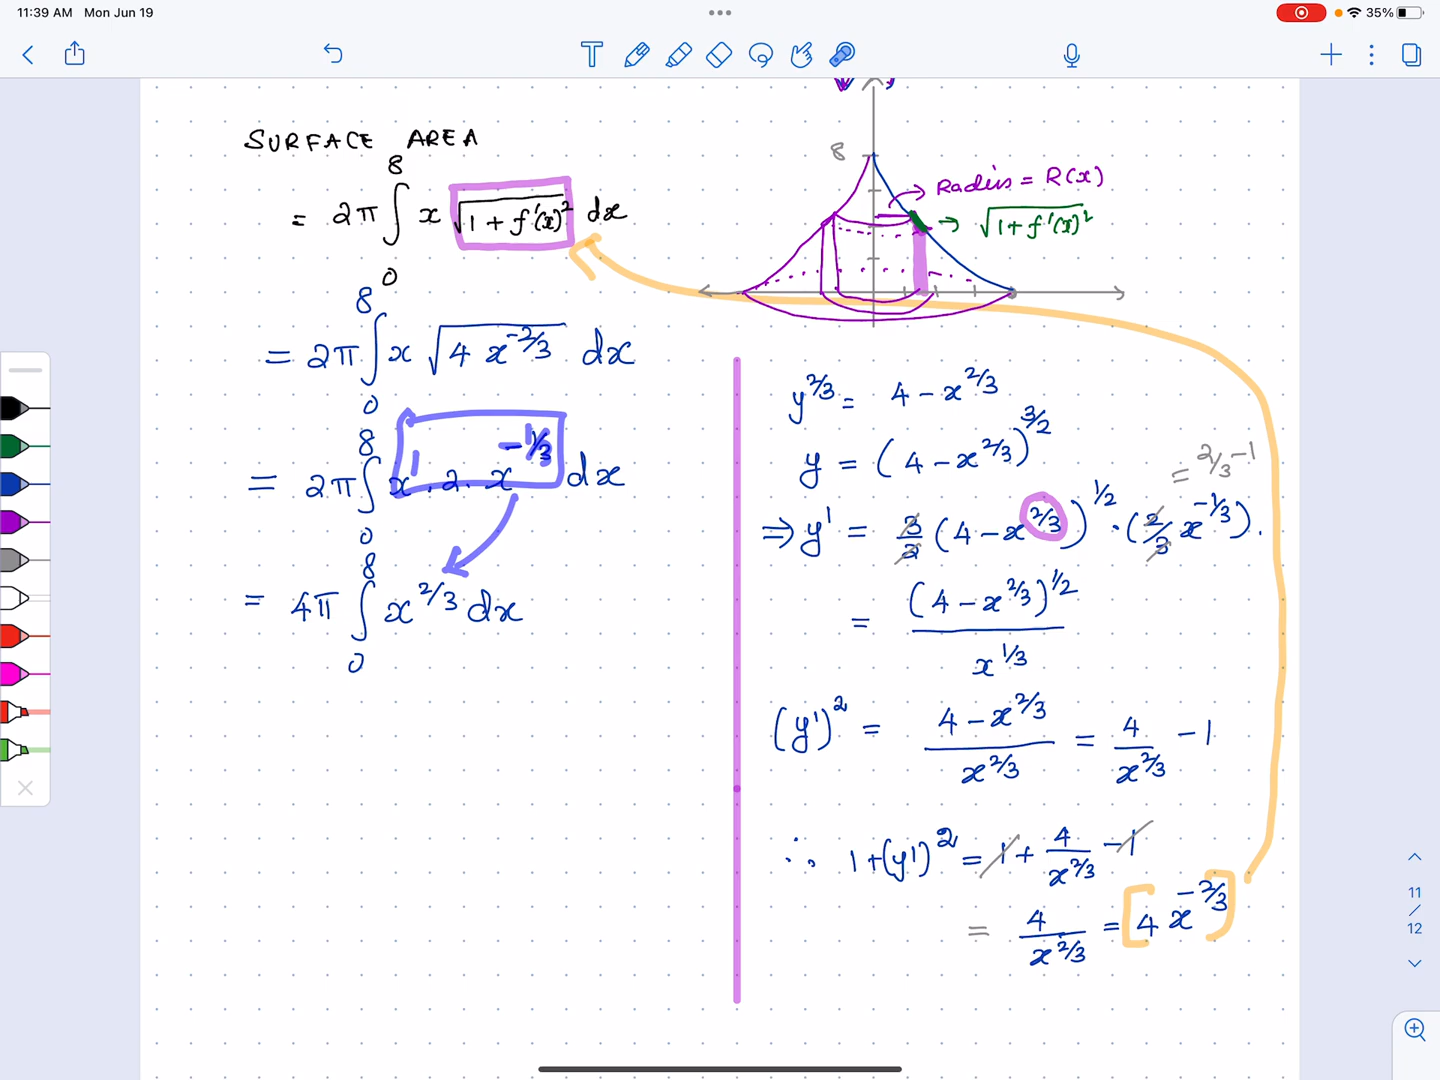 11:39 AM Mon Jun 19
35%
SURFACE AREA
= 2π ∫₀⁸ x √(1 + f'(x)²) dx
= 2π ∫₀⁸ x √(4 x^(-2/3)) dx
= 2π ∫₀⁸ x¹ · 2 · x^(-1/3) dx
= 4π ∫₀⁸ x^(2/3) dx
8
Radius = R(x)
→ √(1 + f'(x)²)
y^(2/3) = 4 − x^(2/3)
y = (4 − x^(2/3))^(3/2)
= 2/3 − 1
⇒ y' = 3/2 (4 − x^(2/3))^(1/2) · (2/3 x^(-1/3)).
= (4 − x^(2/3))^(1/2) / x^(1/3)
(y')² = (4 − x^(2/3)) / x^(2/3) = 4 / x^(2/3) − 1
∴ 1 + (y')² = 1 + 4 / x^(2/3) − 1
= 4 / x^(2/3) = [4 x^(-2/3)]
11
/
12